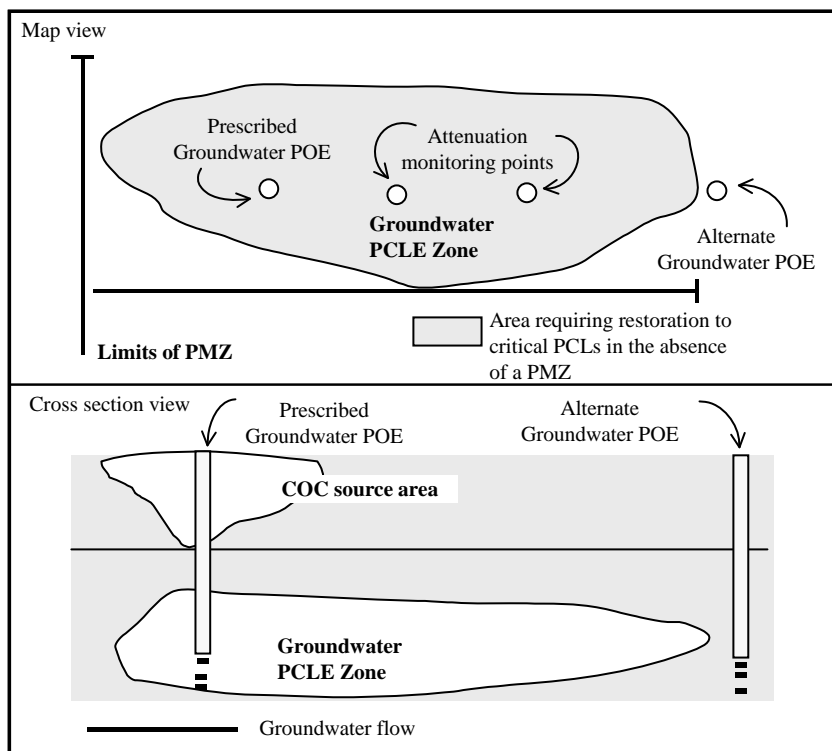 Map view
Prescribed
Groundwater POE
Attenuation
monitoring points
Groundwater
PCLE Zone
Alternate
Groundwater POE
Limits of PMZ
Area requiring restoration to
critical PCLs in the absence
of a PMZ
Cross section view
Prescribed
Groundwater POE
Alternate
Groundwater POE
COC source area
Groundwater
PCLE Zone
Groundwater flow